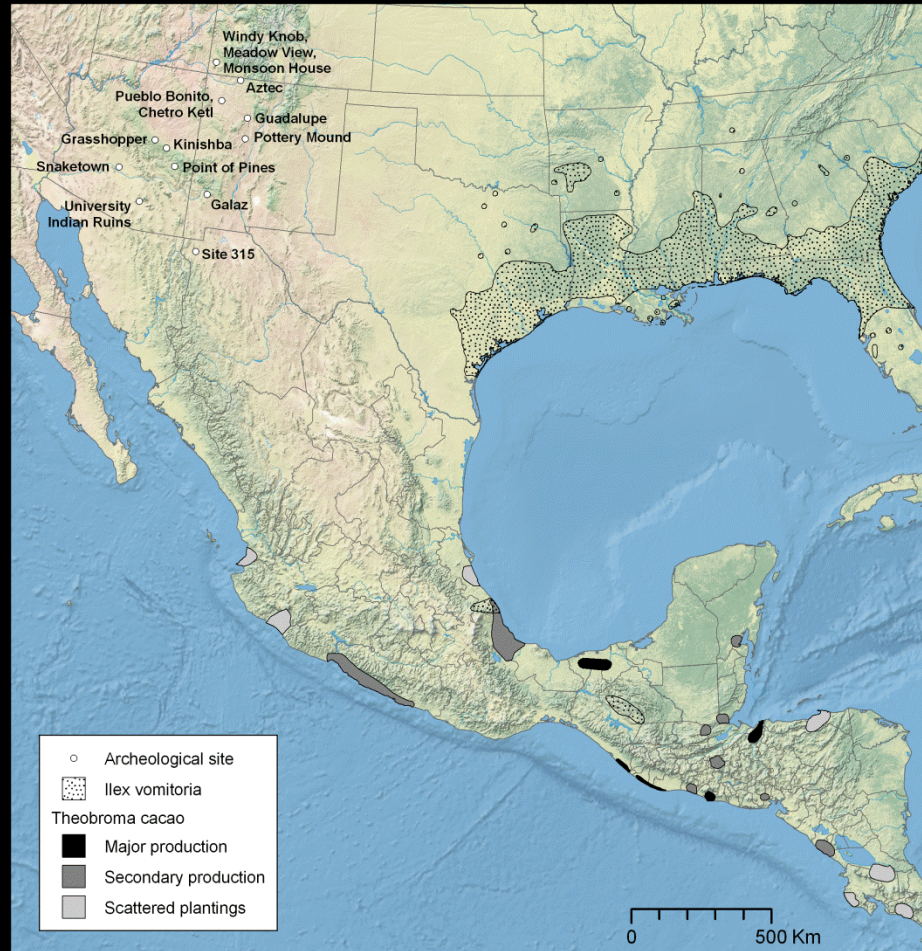 Windy Knob,
Meadow View,
Monsoon House
Aztec
Pueblo Bonito,
Chetro Ketl
Guadalupe
Grasshopper
Pottery Mound
Kinishba
Snaketown
Point of Pines
University
Indian Ruins
Galaz
Site 315
Archeological site
Ilex vomitoria
Theobroma cacao
Major production
Secondary production
Scattered plantings
0 500 Km